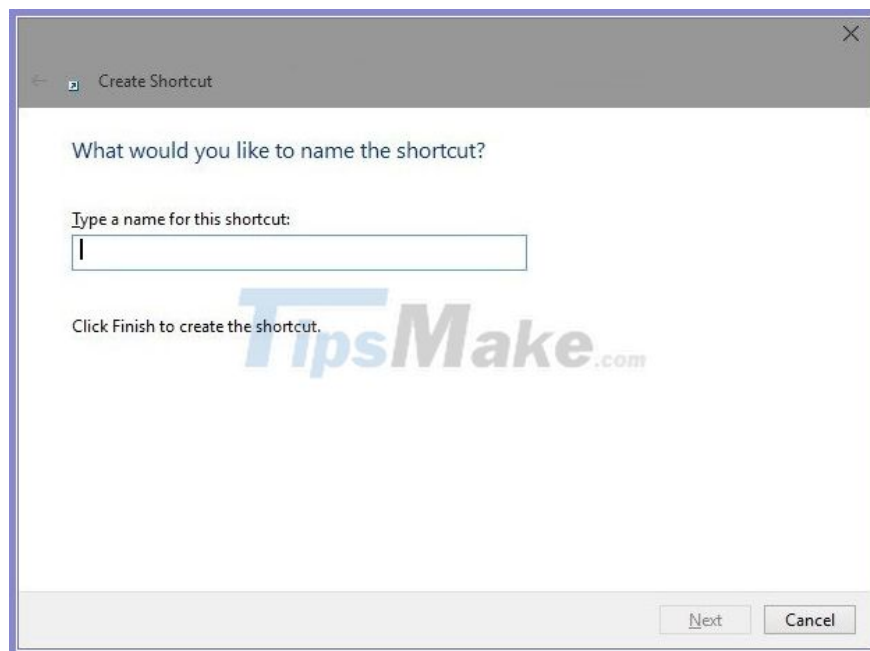 Create Shortcut
What would you like to name the shortcut?
Type a name for this shortcut:
Click Finish to create the shortcut.
TipsMake.com
Next
Cancel